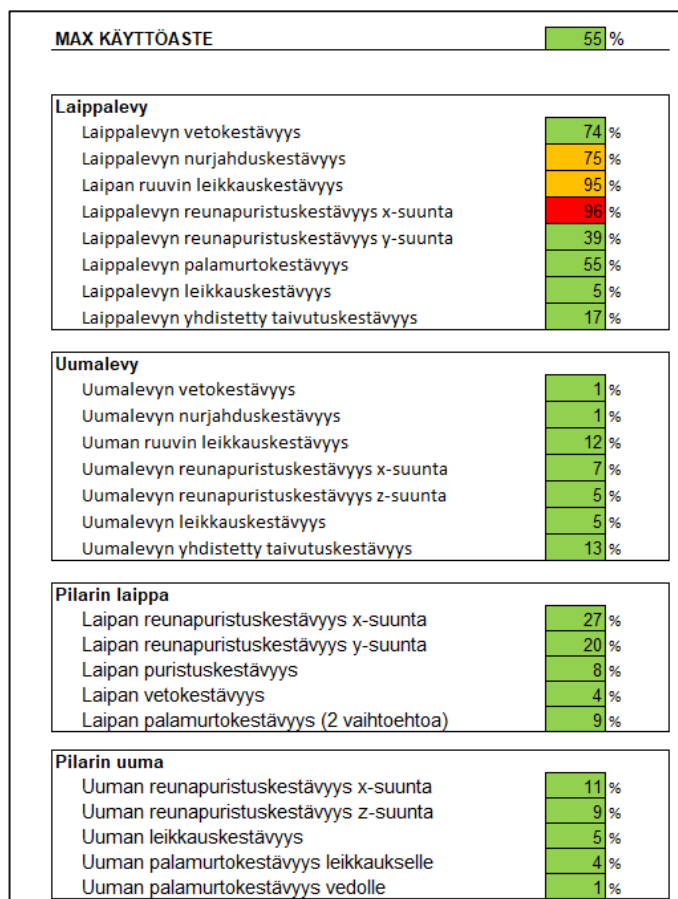 MAX KÄYTTÖASTE 55 %
Laippalevy
Laippalevyn vetokestävyys 74 %
Laippalevyn nurjahduskestävyys 75 %
Laipan ruuvin leikkauskestävyys 95 %
Laippalevyn reunapuristuskestävyys x-suunta 96 %
Laippalevyn reunapuristuskestävyys y-suunta 39 %
Laippalevyn palamurtokestävyys 55 %
Laippalevyn leikkauskestävyys 5 %
Laippalevyn yhdistetty taivutuskestävyys 17 %
Uumalevy
Uumalevyn vetokestävyys 1 %
Uumalevyn nurjahduskestävyys 1 %
Uuman ruuvin leikkauskestävyys 12 %
Uumalevyn reunapuristuskestävyys x-suunta 7 %
Uumalevyn reunapuristuskestävyys z-suunta 5 %
Uumalevyn leikkauskestävyys 5 %
Uumalevyn yhdistetty taivutuskestävyys 13 %
Pilarin laippa
Laipan reunapuristuskestävyys x-suunta 27 %
Laipan reunapuristuskestävyys y-suunta 20 %
Laipan puristuskestävyys 8 %
Laipan vetokestävyys 4 %
Laipan palamurtokestävyys (2 vaihtoehtoa) 9 %
Pilarin uuma
Uuman reunapuristuskestävyys x-suunta 11 %
Uuman reunapuristuskestävyys z-suunta 9 %
Uuman leikkauskestävyys 5 %
Uuman palamurtokestävyys leikkaukselle 4 %
Uuman palamurtokestävyys vedolle 1 %